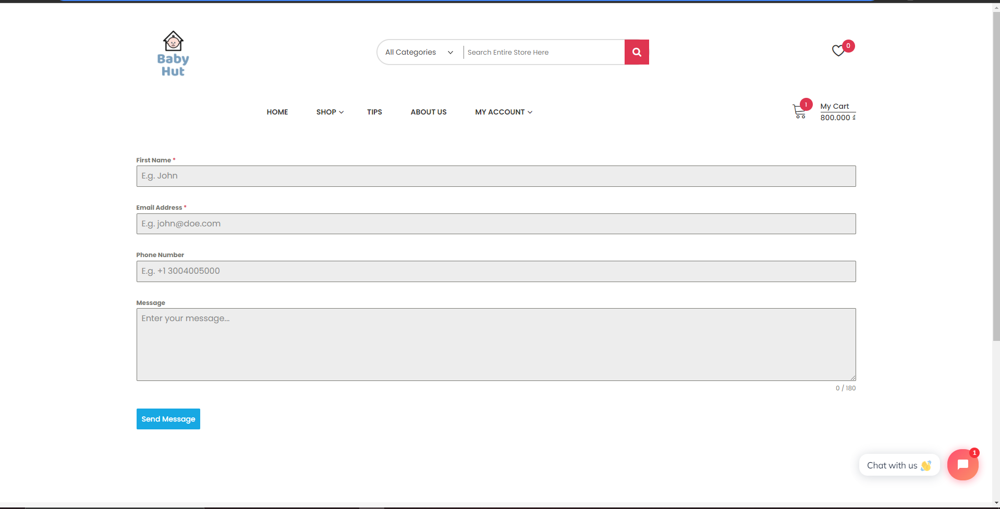 Baby
Hut
All Categories
Search Entire Store Here
0
HOME
SHOP
TIPS
ABOUT US
MY ACCOUNT
1
My Cart
800.000 ₫
First Name *
E.g. John
Email Address *
E.g. john@doe.com
Phone Number
E.g. +1 3004005000
Message
Enter your message...
0 / 180
Send Message
Chat with us 👋
1